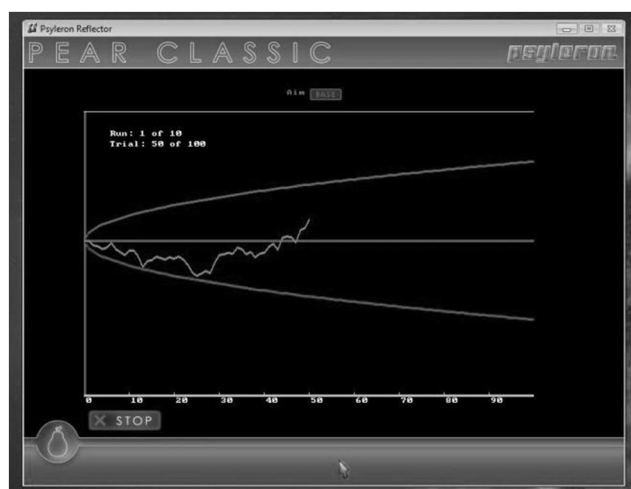 Psyleron Reflector
PEAR CLASSIC
psyleron
Aim BASE
Run: 1 of 10
Trial: 50 of 100
0 10 20 30 40 50 60 70 80 90
X STOP